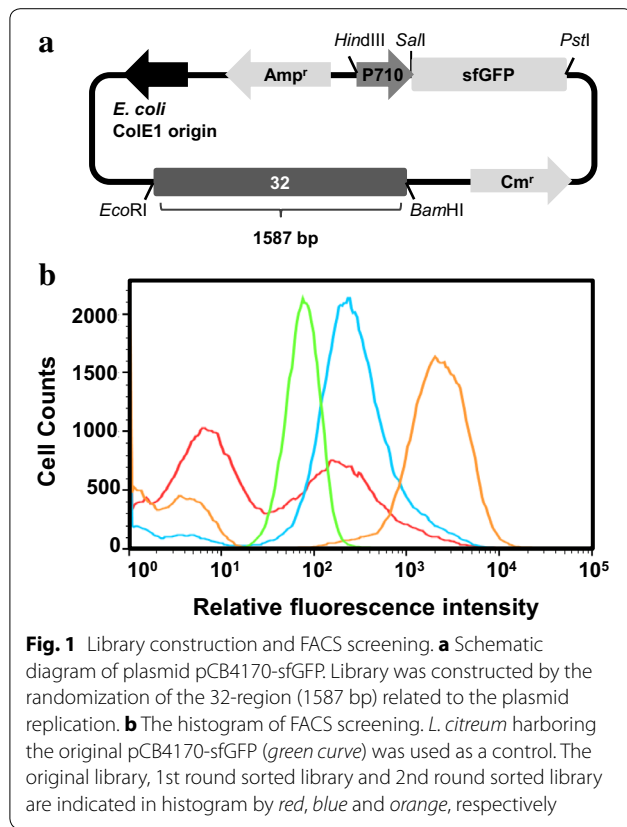 a
HindIII
SalI
PstI
Ampʳ
P710
sfGFP
E. coli
ColE1 origin
32
Cmʳ
EcoRI
BamHI
1587 bp
b
Cell Counts
2000
1500
1000
500
0
10⁰
10¹
10²
10³
10⁴
10⁵
Relative fluorescence intensity
Fig. 1 Library construction and FACS screening. a Schematic
diagram of plasmid pCB4170-sfGFP. Library was constructed by the
randomization of the 32-region (1587 bp) related to the plasmid
replication. b The histogram of FACS screening. L. citreum harboring
the original pCB4170-sfGFP (green curve) was used as a control. The
original library, 1st round sorted library and 2nd round sorted library
are indicated in histogram by red, blue and orange, respectively